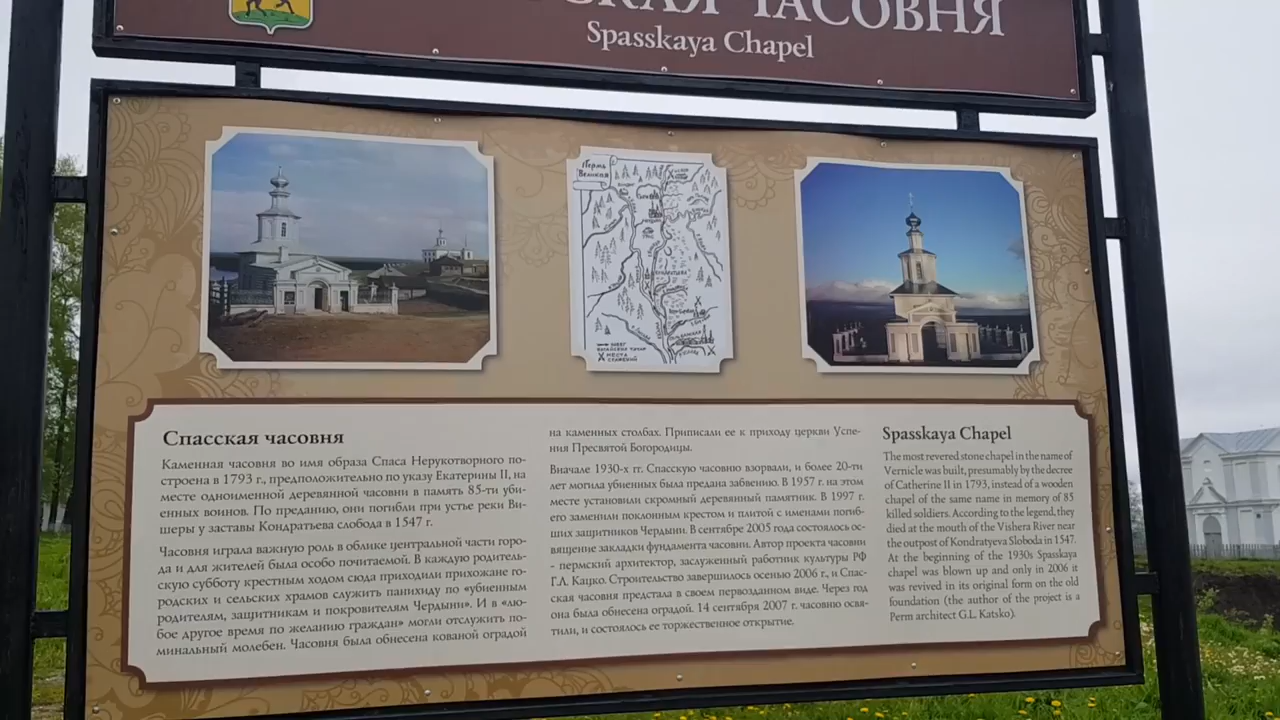 ЧАСОВНЯ
Spasskaya Chapel
Пермь
Великая
МЕСТА
СРАЖЕНИЙ
Спасская часовня
Каменная часовня во имя образа Спаса Нерукотворного по-
строена в 1793 г., предположительно по указу Екатерины II, на
месте одноименной деревянной часовни в память 85-ти уби-
енных воинов. По преданию, они погибли при устье реки Ви-
шеры у заставы Кондратьева слобода в 1547 г.
Часовня играла важную роль в облике центральной части горо-
да и для жителей была особо почитаемой. В каждую родитель-
скую субботу крестным ходом сюда приходили прихожане го-
родских и сельских храмов служить панихиду по «убиенным
родителям, защитникам и покровителям Чердыни». И в «лю-
бое другое время по желанию граждан» могли отслужить по-
минальный молебен. Часовня была обнесена кованой оградой
на каменных столбах. Приписали ее к приходу церкви Успе-
ния Пресвятой Богородицы.
Вначале 1930-х гг. Спасскую часовню взорвали, и более 20-ти
лет могила убиенных была предана забвению. В 1957 г. на этом
месте установили скромный деревянный памятник. В 1997 г.
его заменили поклонным крестом и плитой с именами погиб-
ших защитников Чердыни. В сентябре 2005 года состоялось ос-
вящение закладки фундамента часовни. Автор проекта часовни
- пермский архитектор, заслуженный работник культуры РФ
Г.Л. Кацко. Строительство завершилось осенью 2006 г., и Спас-
ская часовня предстала в своем первозданном виде. Через год
она была обнесена оградой. 14 сентября 2007 г. часовню освя-
тили, и состоялось ее торжественное открытие.
Spasskaya Chapel
The most revered stone chapel in the name
of Vernicle was built, presumably by the decree
of Catherine II in 1793, instead of a wooden
chapel of the same name in memory of 85
killed soldiers. According to the legend, they
died at the mouth of the Vishera River near
the outpost of Kondratyeva Sloboda in 1547.
At the beginning of the 1930s Spasskaya
chapel was blown up and only in 2006 it
was revived in its original form on the old
foundation (the author of the project is a
Perm architect G.L. Katsko).